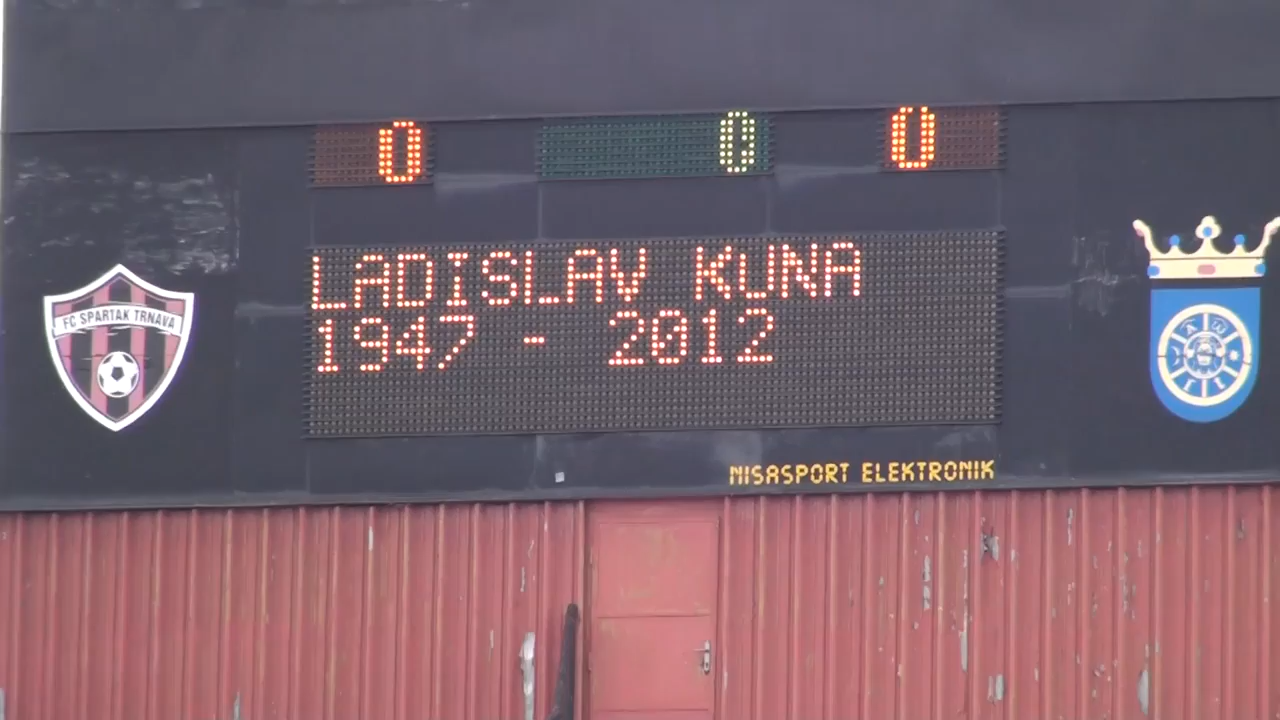 0 0 0
LADISLAV KUNA
1947 - 2012
FC SPARTAK TRNAVA
NISASPORT ELEKTRONIK